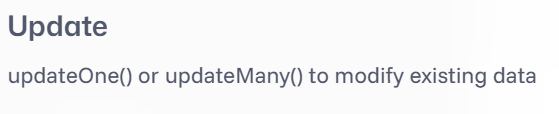 Update
updateOne() or updateMany() to modify existing data